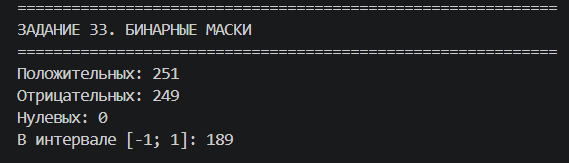 ============================================================
ЗАДАНИЕ 33. БИНАРНЫЕ МАСКИ
============================================================
Положительных: 251
Отрицательных: 249
Нулевых: 0
В интервале [-1; 1]: 189